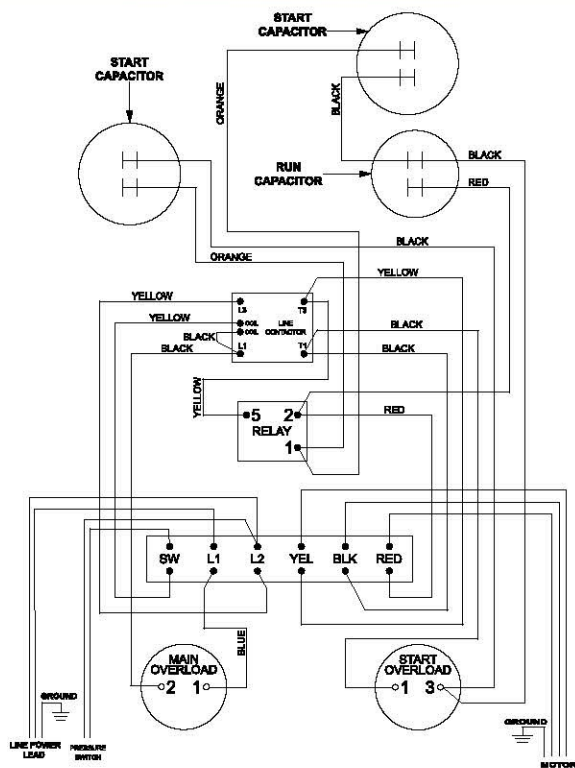 START
CAPACITOR
START
CAPACITOR
ORANGE
BLACK
RUN
CAPACITOR
BLACK
RED
BLACK
ORANGE
YELLOW
YELLOW
L3
T3
YELLOW
COIL
COIL
LINE
CONTACTOR
BLACK
BLACK
L1
T1
BLACK
BLACK
YELLOW
5
2
RELAY
1
RED
SW
L1
L2
YEL
BLK
RED
BLUE
MAIN
OVERLOAD
2
1
START
OVERLOAD
1
3
GROUND
GROUND
LINE POWER
LEAD
PRESSURE
SWITCH
MOTOR